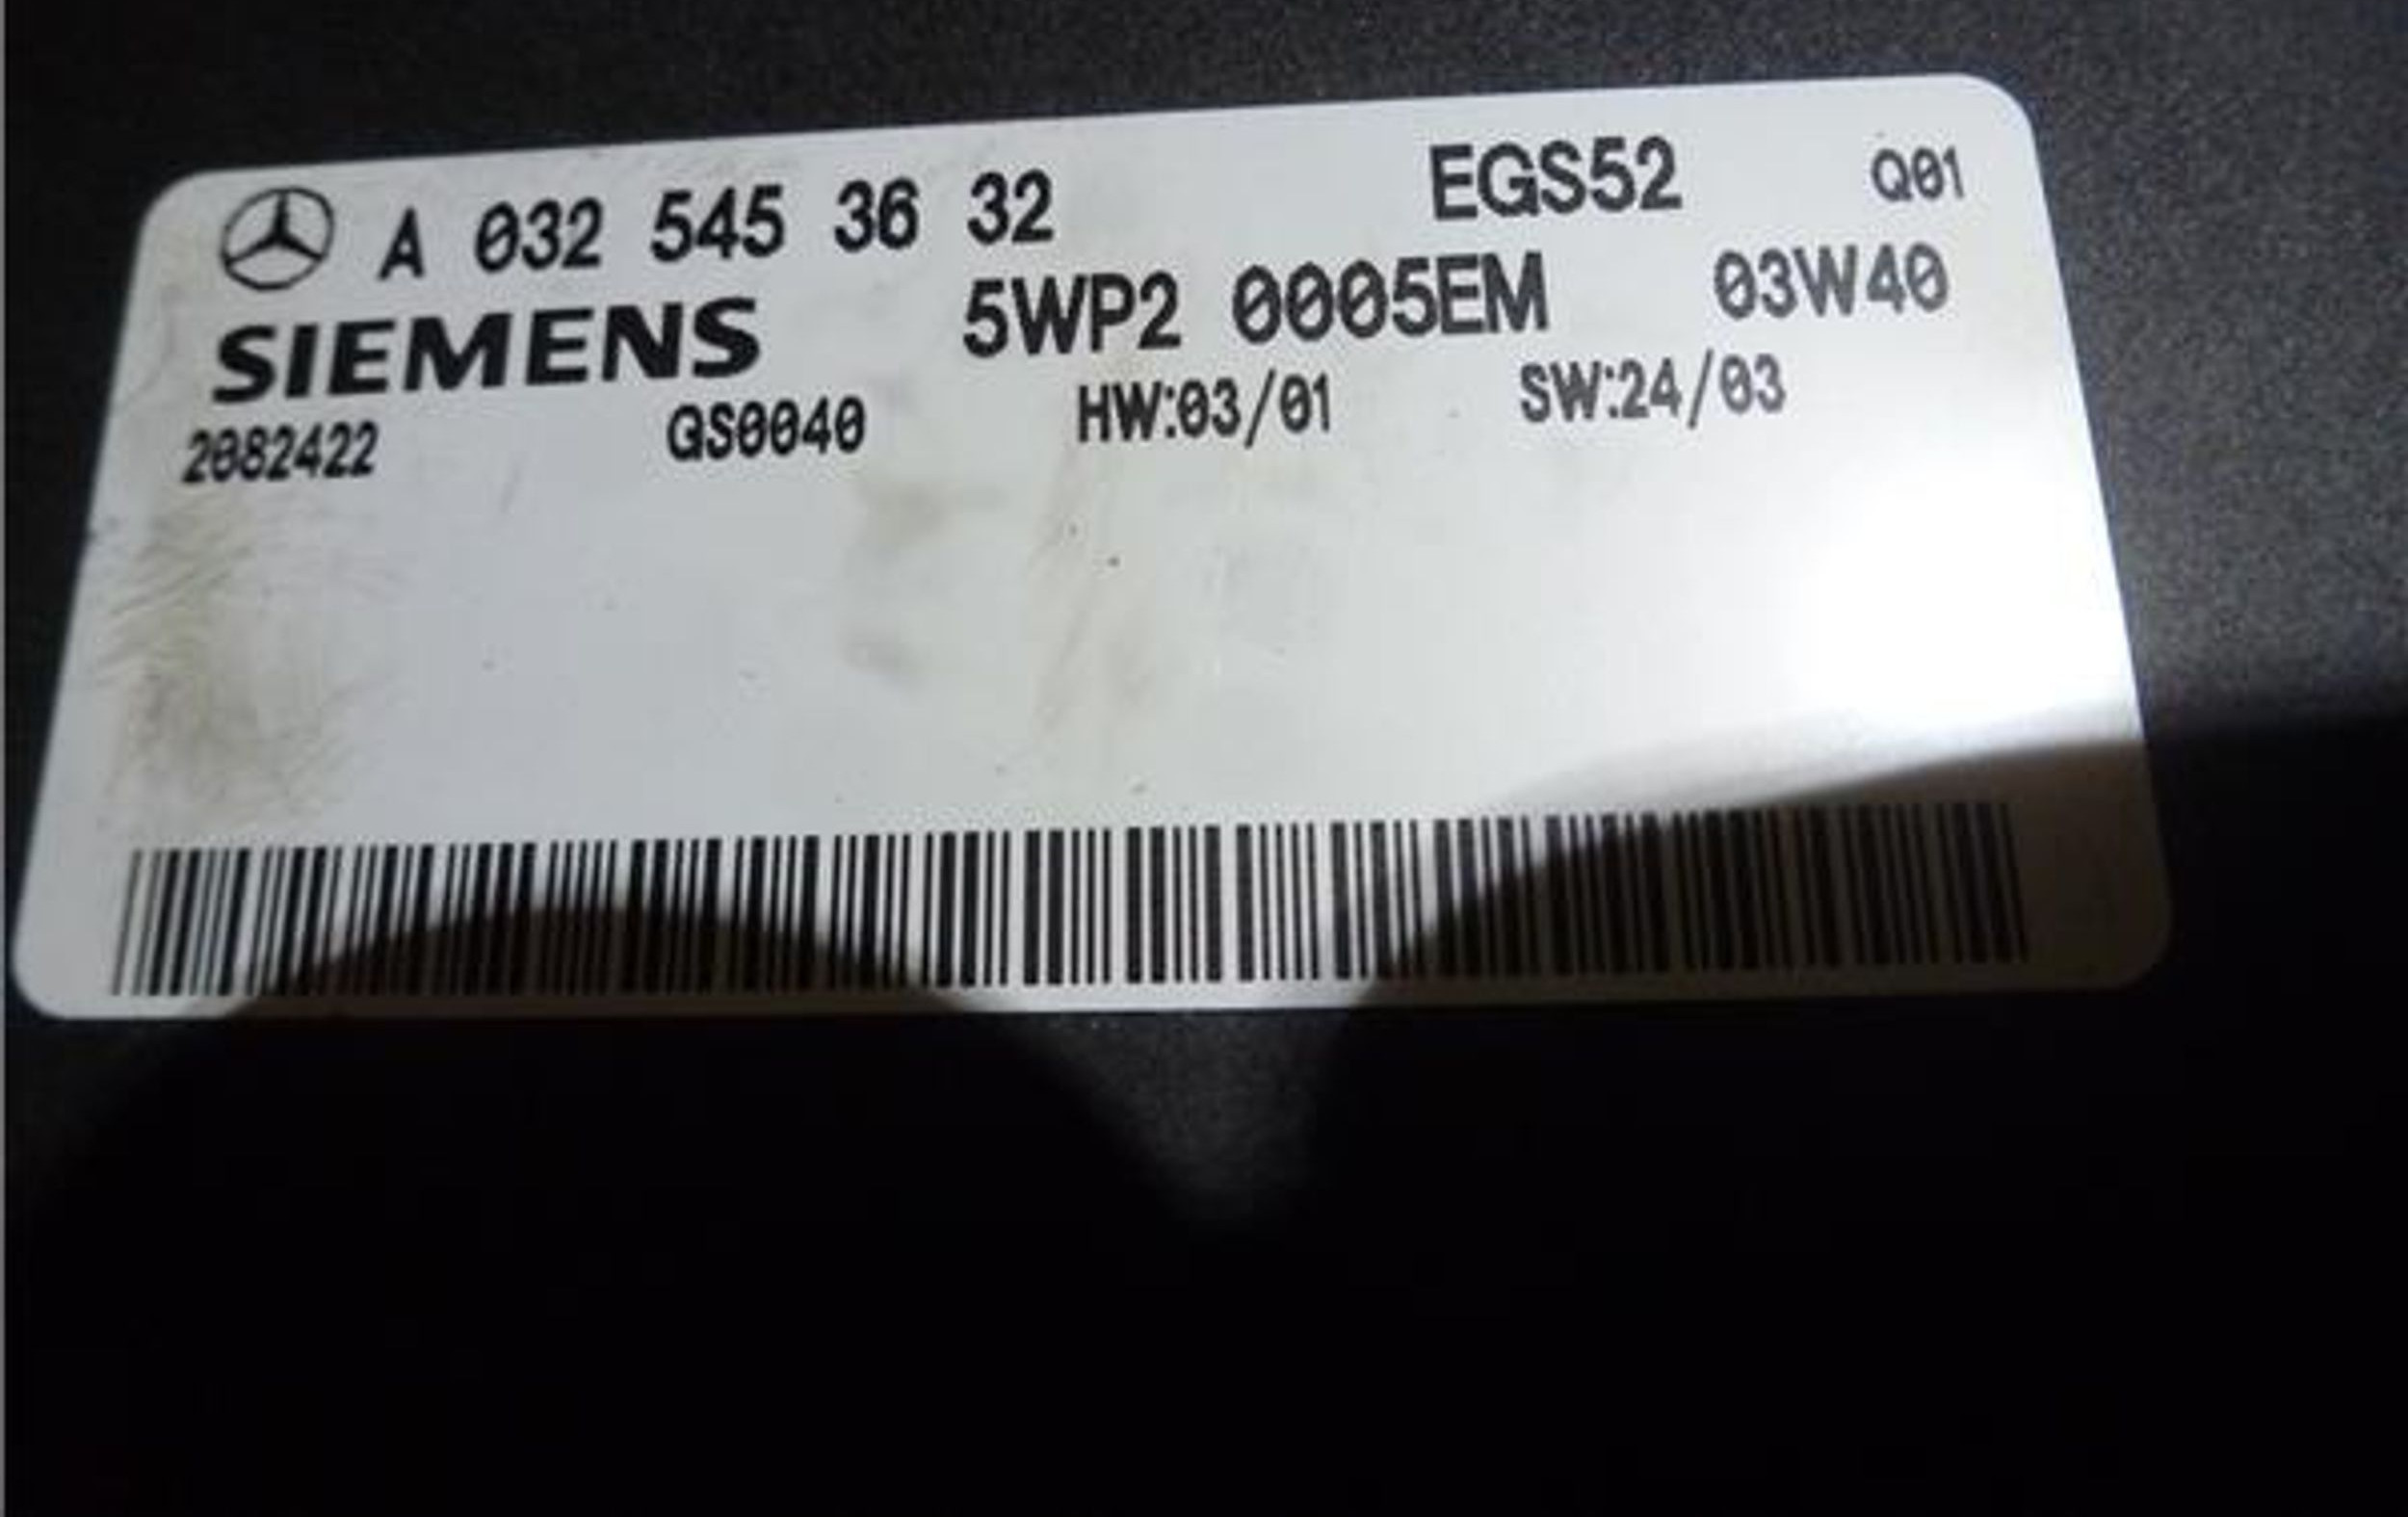 A 032 545 36 32 EGS52 Q01
SIEMENS 5WP2 0005EM 03W40
2082422 QS0040 HW:03/01 SW:24/03